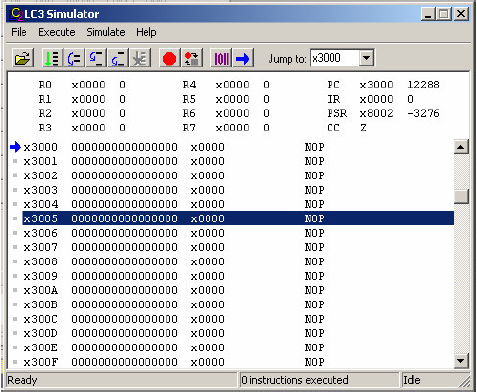 LC3 Simulator
File Execute Simulate Help
Jump to: x3000
R0 x0000 0 R4 x0000 0 PC x3000 12288
R1 x0000 0 R5 x0000 0 IR x0000 0
R2 x0000 0 R6 x0000 0 PSR x8002 -3276
R3 x0000 0 R7 x0000 0 CC Z
x3000 0000000000000000 x0000 NOP
x3001 0000000000000000 x0000 NOP
x3002 0000000000000000 x0000 NOP
x3003 0000000000000000 x0000 NOP
x3004 0000000000000000 x0000 NOP
x3005 0000000000000000 x0000 NOP
x3006 0000000000000000 x0000 NOP
x3007 0000000000000000 x0000 NOP
x3008 0000000000000000 x0000 NOP
x3009 0000000000000000 x0000 NOP
x300A 0000000000000000 x0000 NOP
x300B 0000000000000000 x0000 NOP
x300C 0000000000000000 x0000 NOP
x300D 0000000000000000 x0000 NOP
x300E 0000000000000000 x0000 NOP
x300F 0000000000000000 x0000 NOP
Ready 0 instructions executed Idle